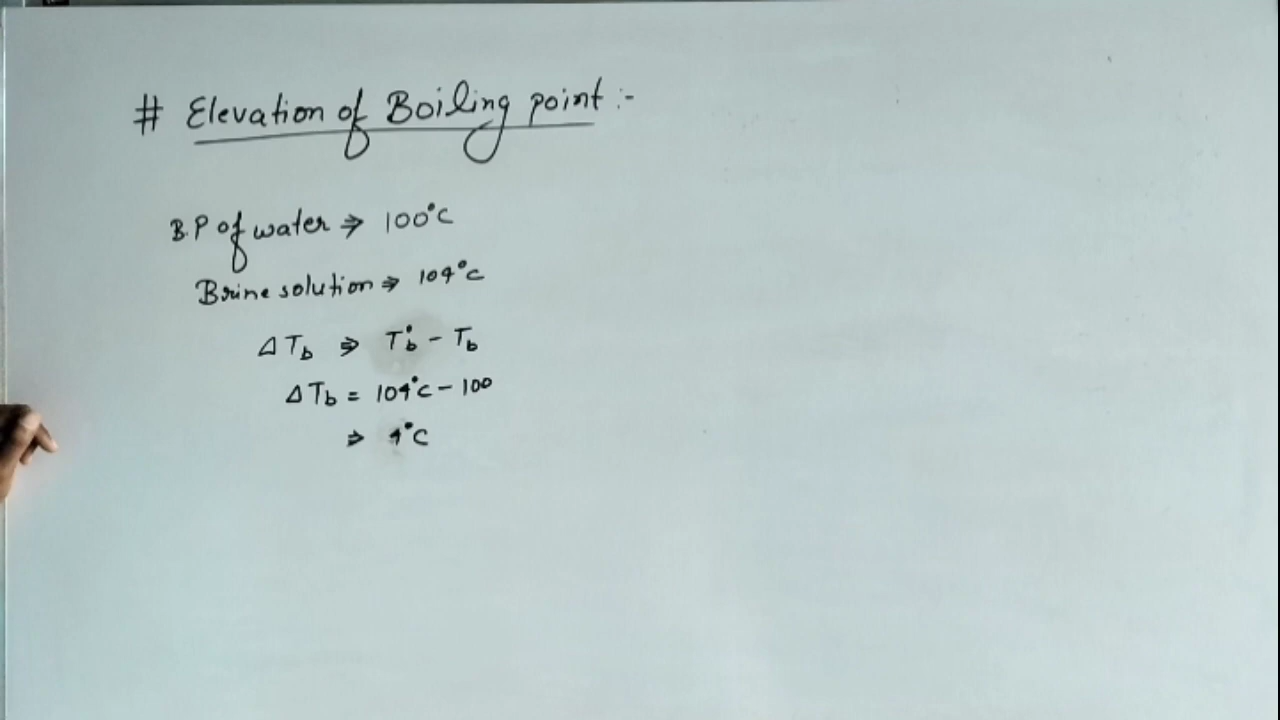 # Elevation of Boiling point :-
B.P of water ⇒ 100°C
Brine solution ⇒ 104°C
ΔTb ⇒ T°b - Tb
ΔTb = 104°C - 100
⇒ 4°C